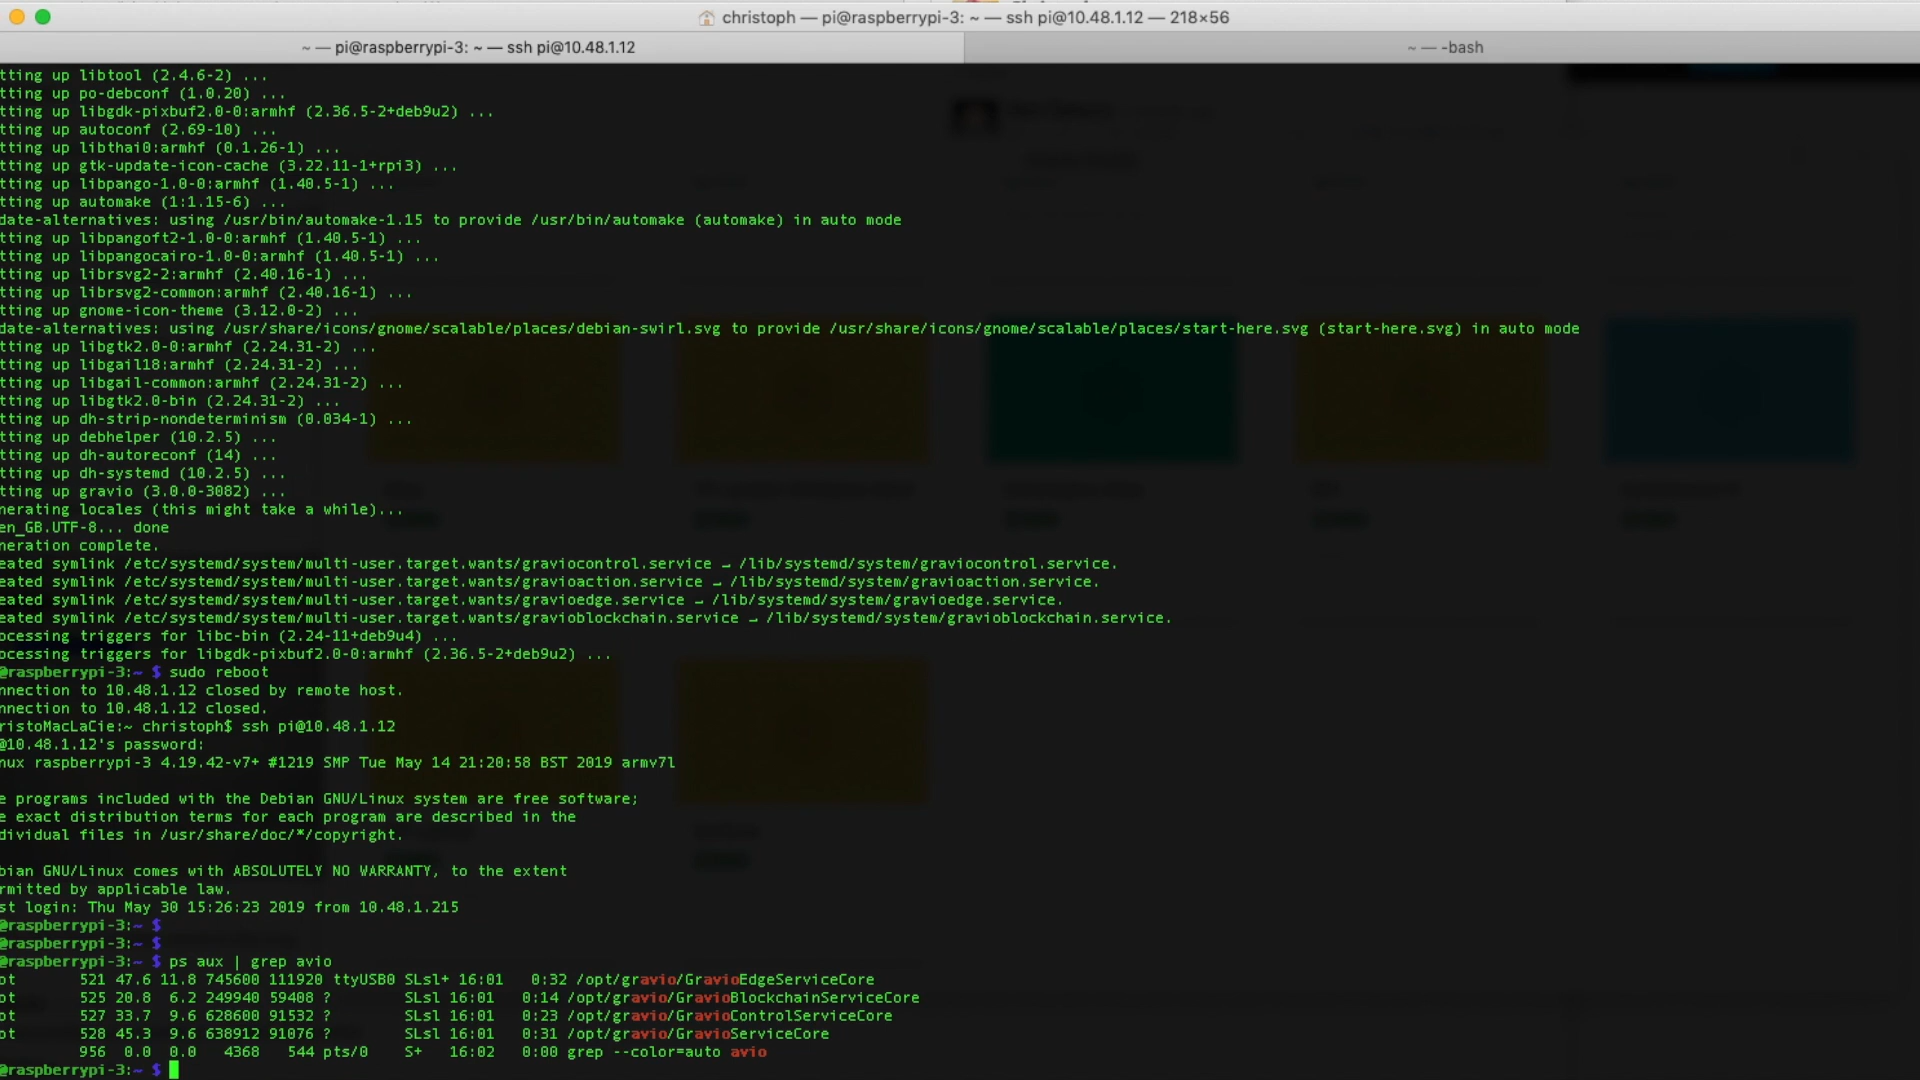 christoph — pi@raspberrypi-3: ~ — ssh pi@10.48.1.12 — 218×56
~ — pi@raspberrypi-3: ~ — ssh pi@10.48.1.12
~ — -bash
tting up libtool (2.4.6-2) ...
tting up po-debconf (1.0.20) ...
tting up libgdk-pixbuf2.0-0:armhf (2.36.5-2+deb9u2) ...
tting up autoconf (2.69-10) ...
tting up libthai0:armhf (0.1.26-1) ...
tting up gtk-update-icon-cache (3.22.11-1+rpi3) ...
tting up libpango-1.0-0:armhf (1.40.5-1) ...
tting up automake (1:1.15-6) ...
date-alternatives: using /usr/bin/automake-1.15 to provide /usr/bin/automake (automake) in auto mode
tting up libpangoft2-1.0-0:armhf (1.40.5-1) ...
tting up libpangocairo-1.0-0:armhf (1.40.5-1) ...
tting up librsvg2-2:armhf (2.40.16-1) ...
tting up librsvg2-common:armhf (2.40.16-1) ...
tting up gnome-icon-theme (3.12.0-2) ...
date-alternatives: using /usr/share/icons/gnome/scalable/places/debian-swirl.svg to provide /usr/share/icons/gnome/scalable/places/start-here.svg (start-here.svg) in auto mode
tting up libgtk2.0-0:armhf (2.24.31-2) ...
tting up libgail18:armhf (2.24.31-2) ...
tting up libgail-common:armhf (2.24.31-2) ...
tting up libgtk2.0-bin (2.24.31-2) ...
tting up dh-strip-nondeterminism (0.034-1) ...
tting up debhelper (10.2.5) ...
tting up dh-autoreconf (14) ...
tting up dh-systemd (10.2.5) ...
tting up gravio (3.0.0-3082) ...
nerating locales (this might take a while)...
en_GB.UTF-8... done
neration complete.
eated symlink /etc/systemd/system/multi-user.target.wants/graviocontrol.service → /lib/systemd/system/graviocontrol.service.
eated symlink /etc/systemd/system/multi-user.target.wants/gravioaction.service → /lib/systemd/system/gravioaction.service.
eated symlink /etc/systemd/system/multi-user.target.wants/gravioedge.service → /lib/systemd/system/gravioedge.service.
eated symlink /etc/systemd/system/multi-user.target.wants/gravioblockchain.service → /lib/systemd/system/gravioblockchain.service.
ocessing triggers for libc-bin (2.24-11+deb9u4) ...
ocessing triggers for libgdk-pixbuf2.0-0:armhf (2.36.5-2+deb9u2) ...
@raspberrypi-3:~ $ sudo reboot
nnection to 10.48.1.12 closed by remote host.
nnection to 10.48.1.12 closed.
ristoMacLaCie:~ christoph$ ssh pi@10.48.1.12
@10.48.1.12's password:
nux raspberrypi-3 4.19.42-v7+ #1219 SMP Tue May 14 21:20:58 BST 2019 armv7l
e programs included with the Debian GNU/Linux system are free software;
e exact distribution terms for each program are described in the
dividual files in /usr/share/doc/*/copyright.
bian GNU/Linux comes with ABSOLUTELY NO WARRANTY, to the extent
rmitted by applicable law.
st login: Thu May 30 15:26:23 2019 from 10.48.1.215
@raspberrypi-3:~ $
@raspberrypi-3:~ $
@raspberrypi-3:~ $ ps aux | grep avio
ot 521 47.6 11.8 745600 111920 ttyUSB0 SLsl+ 16:01 0:32 /opt/gravio/GravioEdgeServiceCore
ot 525 20.8 6.2 249940 59408 ? SLsl 16:01 0:14 /opt/gravio/GravioBlockchainServiceCore
ot 527 33.7 9.6 628600 91532 ? SLsl 16:01 0:23 /opt/gravio/GravioControlServiceCore
ot 528 45.3 9.6 638912 91076 ? SLsl 16:01 0:31 /opt/gravio/GravioServiceCore
956 0.0 0.0 4368 544 pts/0 S+ 16:02 0:00 grep --color=auto avio
@raspberrypi-3:~ $